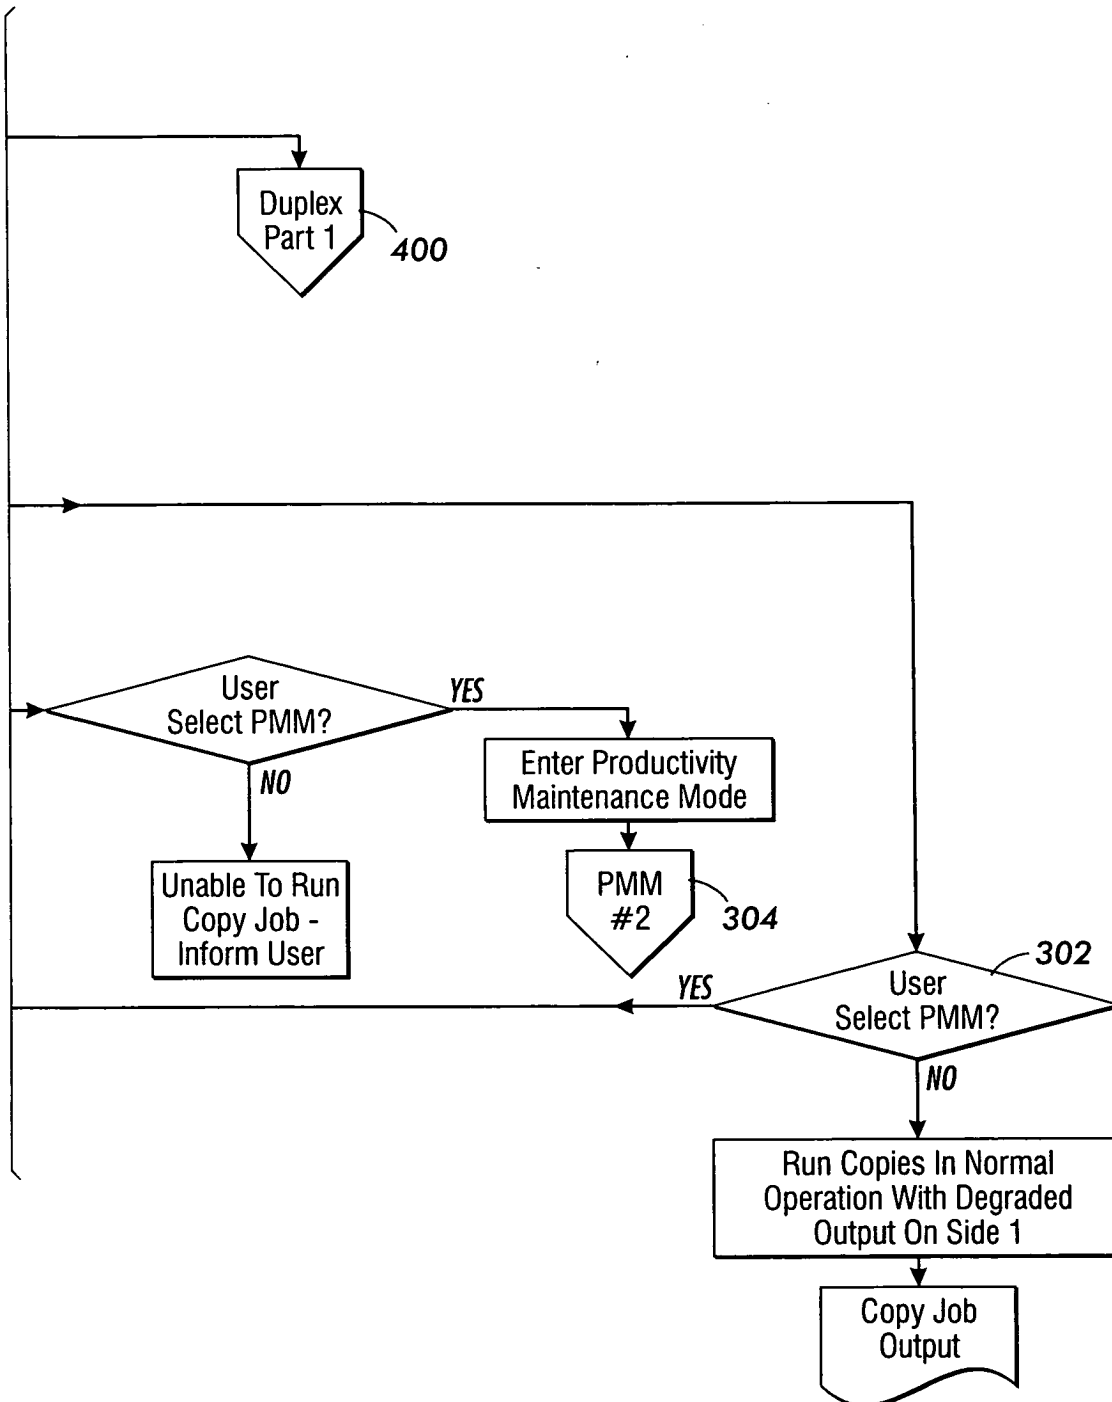 Duplex
Part 1
400
User
Select PMM?
YES
NO
Enter Productivity
Maintenance Mode
Unable To Run
Copy Job -
Inform User
PMM
#2
304
302
User
Select PMM?
YES
NO
Run Copies In Normal
Operation With Degraded
Output On Side 1
Copy Job
Output